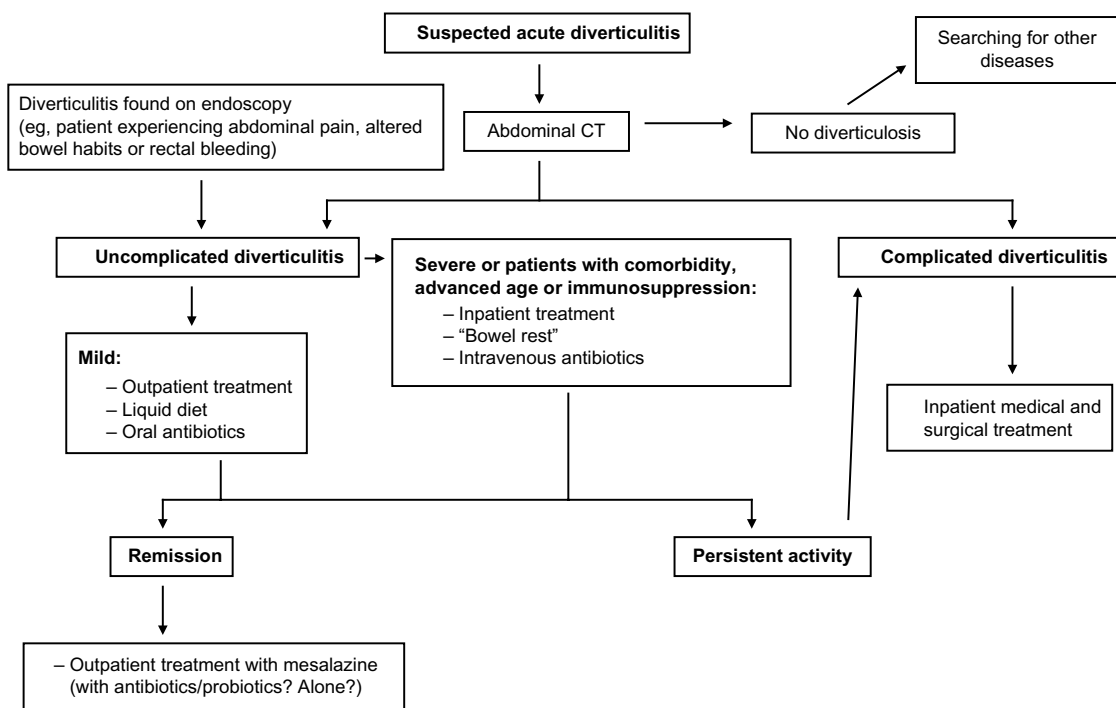 Suspected acute diverticulitis
Searching for other
diseases
Diverticulitis found on endoscopy
(eg, patient experiencing abdominal pain, altered
bowel habits or rectal bleeding)
Abdominal CT
No diverticulosis
Uncomplicated diverticulitis
Severe or patients with comorbidity,
advanced age or immunosuppression:
– Inpatient treatment
– “Bowel rest”
– Intravenous antibiotics
Complicated diverticulitis
Mild:
– Outpatient treatment
– Liquid diet
– Oral antibiotics
Inpatient medical and
surgical treatment
Remission
Persistent activity
– Outpatient treatment with mesalazine
(with antibiotics/probiotics? Alone?)